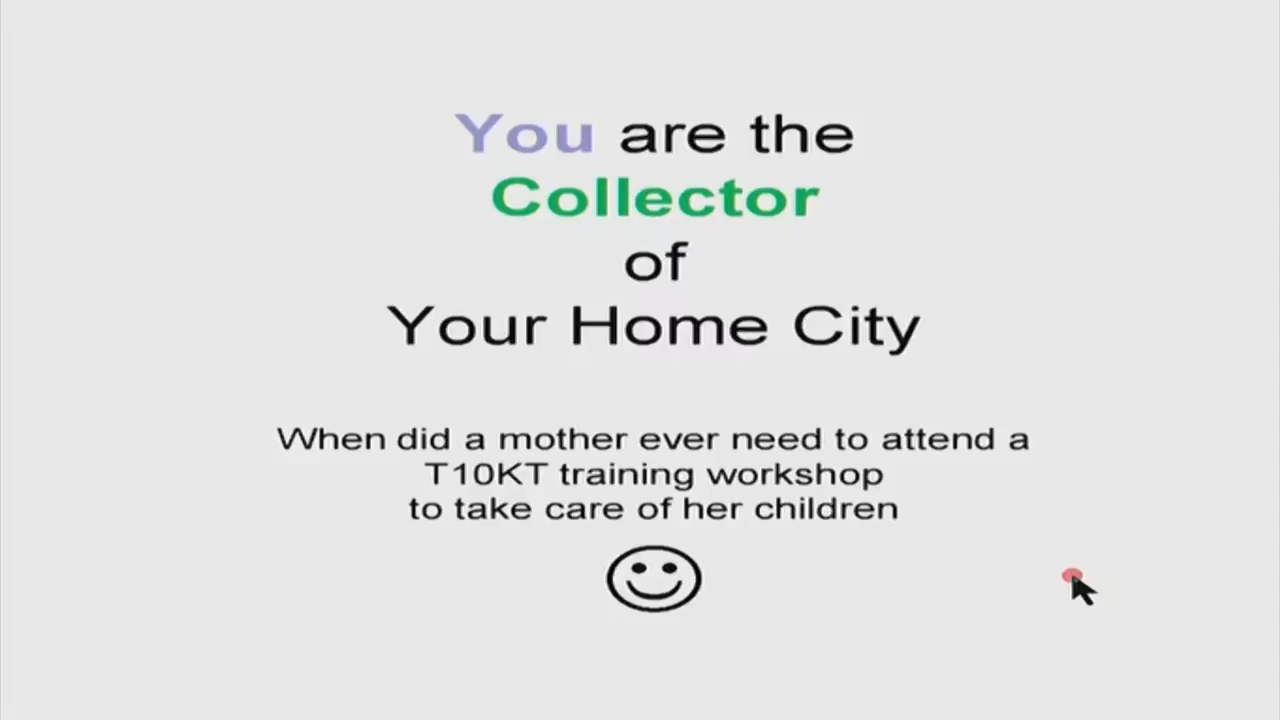 You are the
Collector
of
Your Home City
When did a mother ever need to attend a
T10KT training workshop
to take care of her children